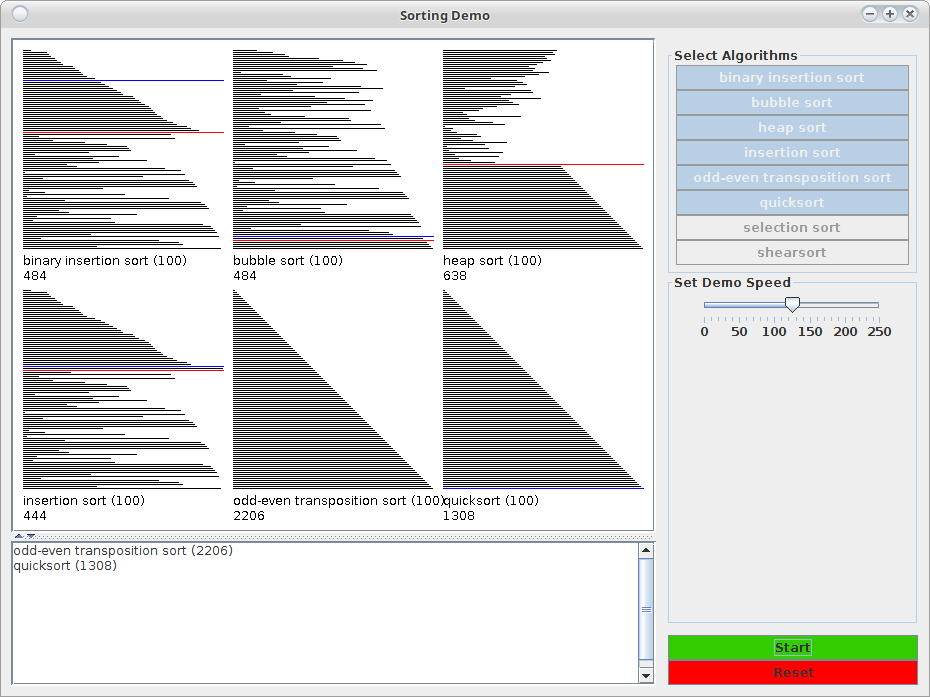 Sorting Demo
binary insertion sort (100)
484
bubble sort (100)
484
heap sort (100)
638
insertion sort (100)
444
odd-even transposition sort (100)
2206
quicksort (100)
1308
odd-even transposition sort (2206)
quicksort (1308)
Select Algorithms
binary insertion sort
bubble sort
heap sort
insertion sort
odd-even transposition sort
quicksort
selection sort
shearsort
Set Demo Speed
0 50 100 150 200 250
Start
Reset